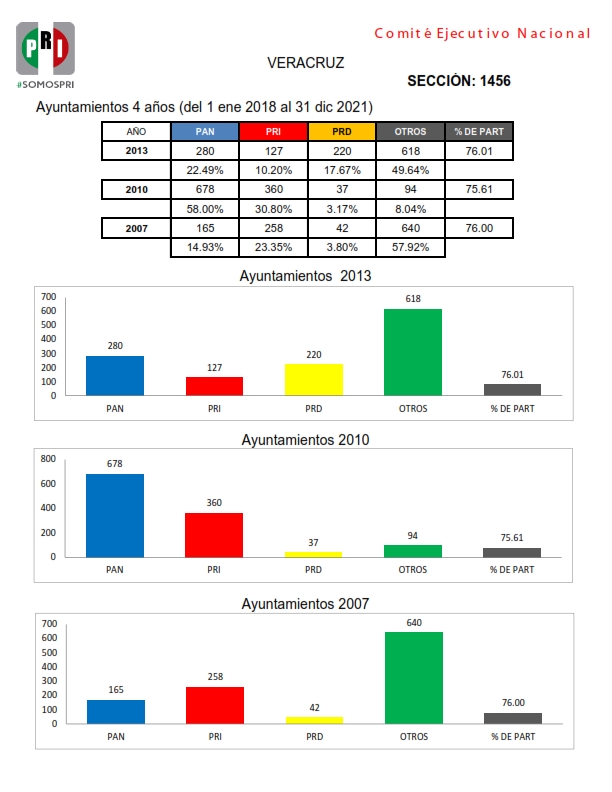 Comité Ejecutivo Nacional
PRI
#SOMOSPRI
VERACRUZ
SECCIÓN: 1456
Ayuntamientos 4 años (del 1 ene 2018 al 31 dic 2021)
AÑO PAN PRI PRD OTROS % DE PART
2013 280 127 220 618 76.01
22.49% 10.20% 17.67% 49.64%
2010 678 360 37 94 75.61
58.00% 30.80% 3.17% 8.04%
2007 165 258 42 640 76.00
14.93% 23.35% 3.80% 57.92%
Ayuntamientos 2013
700
600
500
400
300
200
100
0
280 127 220 618 76.01
PAN PRI PRD OTROS % DE PART
Ayuntamientos 2010
800
600
400
200
0
678 360 37 94 75.61
PAN PRI PRD OTROS % DE PART
Ayuntamientos 2007
700
600
500
400
300
200
100
0
165 258 42 640 76.00
PAN PRI PRD OTROS % DE PART